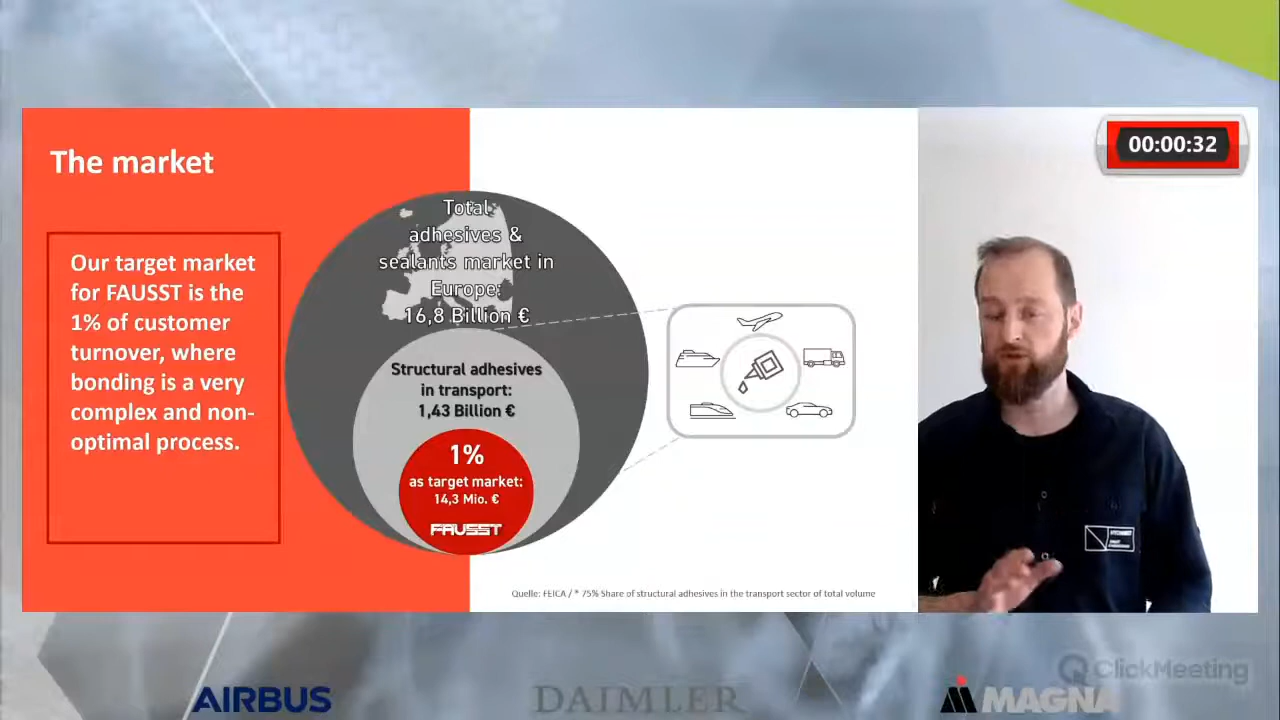 The market
Our target market
for FAUSST is the
1% of customer
turnover, where
bonding is a very
complex and non-
optimal process.
Total
adhesives &
sealants market in
Europe:
16,8 Billion €
Structural adhesives
in transport:
1,43 Billion €
1%
as target market:
14,3 Mio. €
FAUSST
Quelle: FEICA / * 75% Share of structural adhesives in the transport sector of total volume
00:00:32
ClickMeeting
AIRBUS
DAIMLER
MAGNA